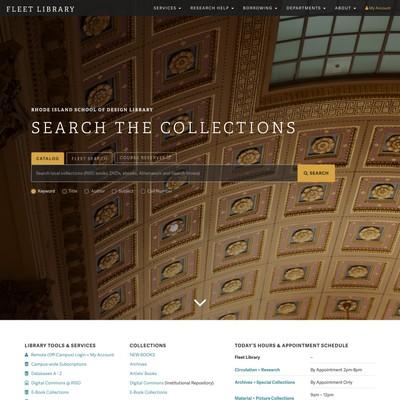 FLEET LIBRARY
SERVICES RESEARCH HELP BORROWING DEPARTMENTS ABOUT My Account
RHODE ISLAND SCHOOL OF DESIGN LIBRARY
SEARCH THE COLLECTIONS
CATALOG FLEET SEARCH COURSE RESERVES
Search local collections (RISD books, DVDs, ebooks, Athenaeum and Search Library)
SEARCH
Keyword Title Author Subject Call Number
LIBRARY TOOLS & SERVICES
Remote (Off-Campus) Login + My Account
Campus-wide Subscriptions
Databases A - Z
Digital Commons @ RISD
E-Book Collections
COLLECTIONS
NEW BOOKS
Archives
Artists' Books
Digital Commons (Institutional Repository)
E-Book Collections
TODAY'S HOURS & APPOINTMENT SCHEDULE
Fleet Library –
Circulation + Research By Appointment 2pm-8pm
Archives + Special Collections By Appointment Only
Material + Picture Collections 9am – 12pm